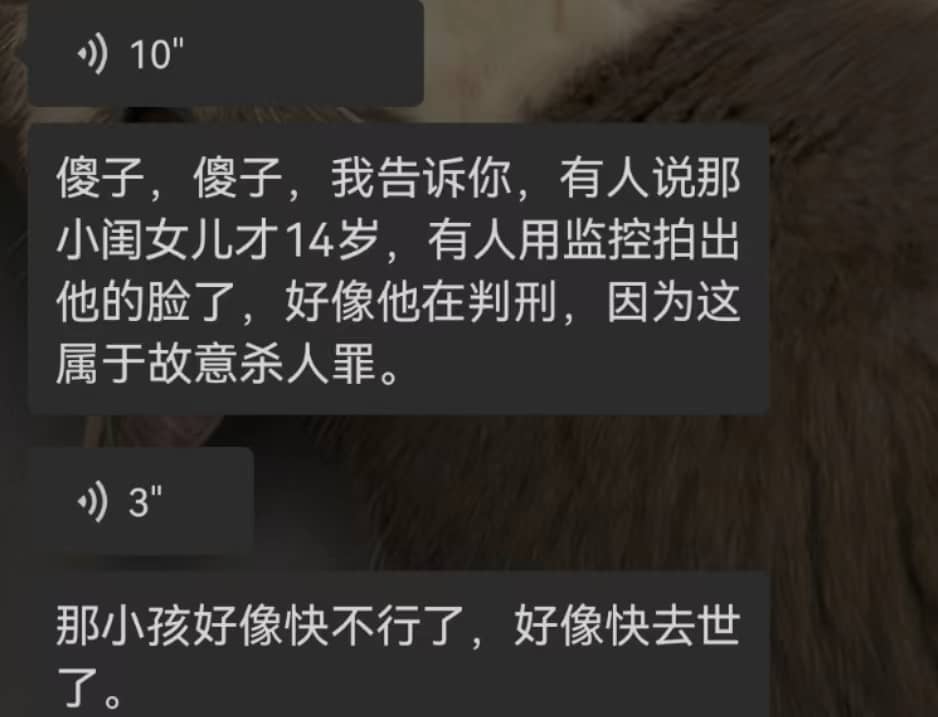 10"
傻子，傻子，我告诉你，有人说那
小闺女儿才14岁，有人用监控拍出
他的脸了，好像他在判刑，因为这
属于故意杀人罪。
3"
那小孩好像快不行了，好像快去世
了。